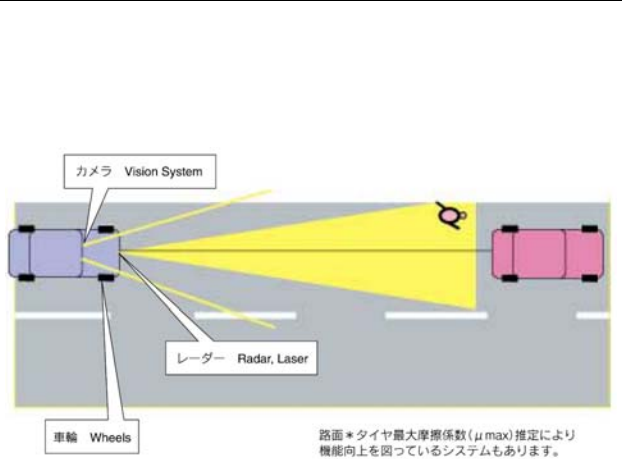 カメラ Vision System
レーダー Radar, Laser
車輪 Wheels
路面＊タイヤ最大摩擦係数(μmax)推定により
機能向上を図っているシステムもあります。